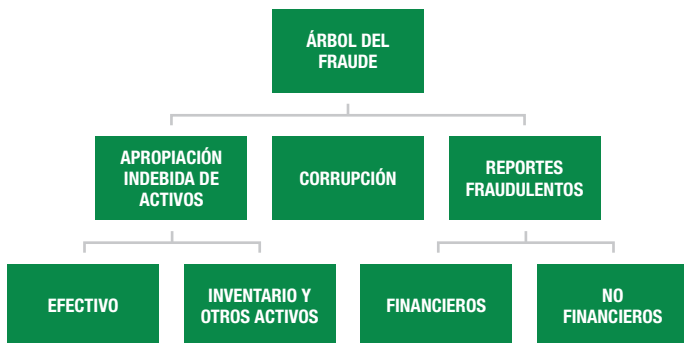 ÁRBOL DEL
FRAUDE
APROPIACIÓN
INDEBIDA DE
ACTIVOS
CORRUPCIÓN
REPORTES
FRAUDULENTOS
EFECTIVO
INVENTARIO Y
OTROS ACTIVOS
FINANCIEROS
NO
FINANCIEROS